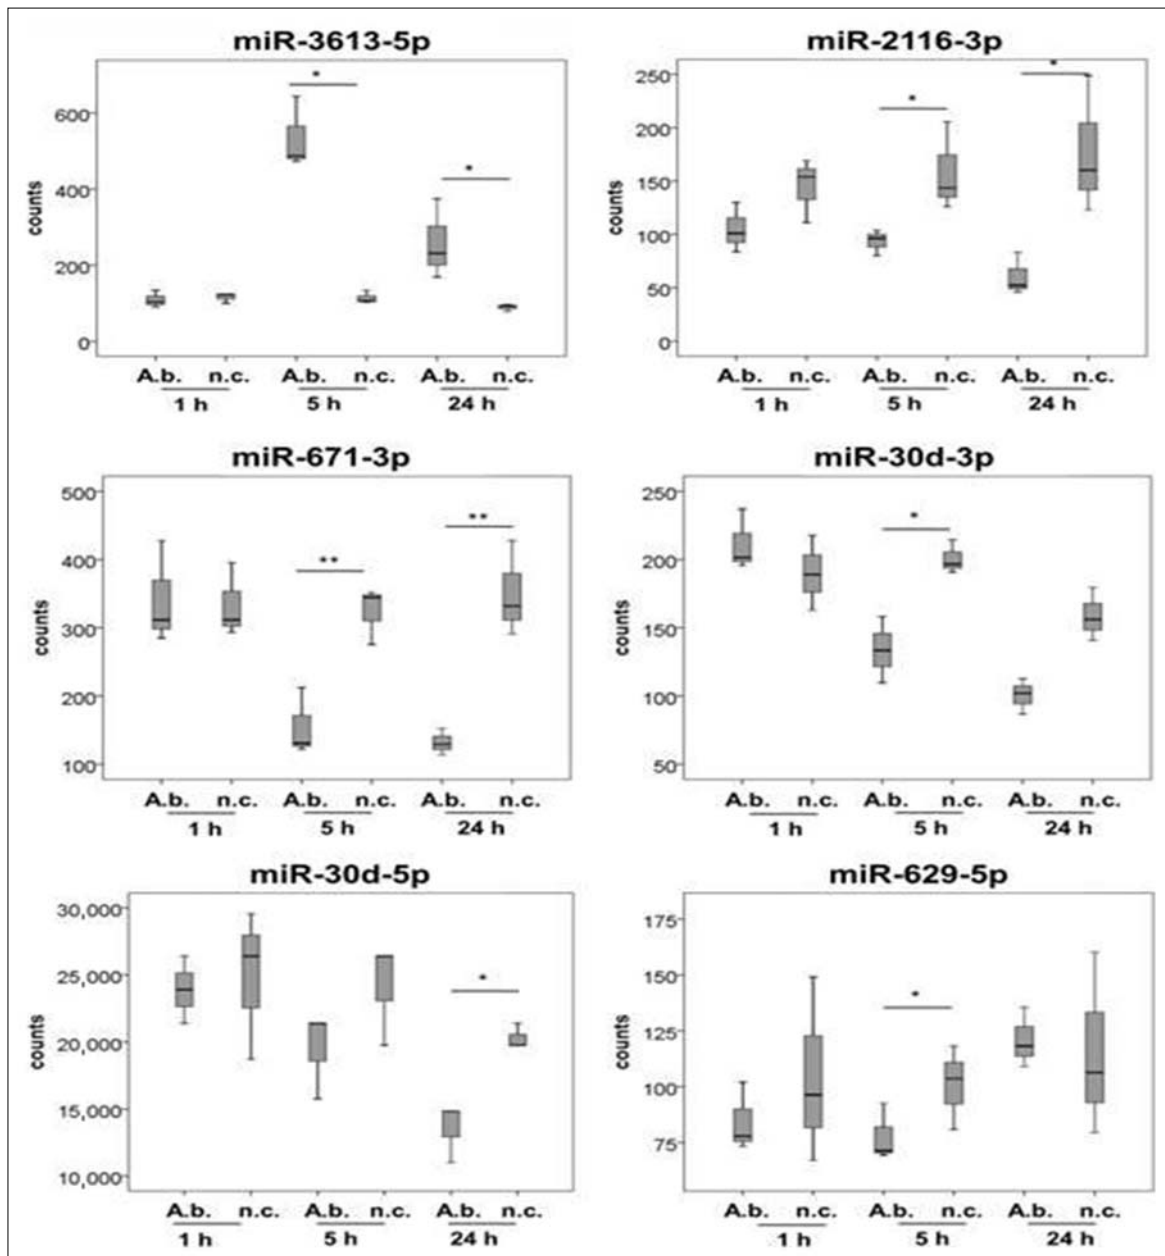 miR-3613-5p
*
*
600
400
200
0
counts
A.b. n.c. A.b. n.c. A.b. n.c.
1 h 5 h 24 h
miR-2116-3p
*
*
250
200
150
100
50
0
counts
A.b. n.c. A.b. n.c. A.b. n.c.
1 h 5 h 24 h
miR-671-3p
**
**
500
400
300
200
100
counts
A.b. n.c. A.b. n.c. A.b. n.c.
1 h 5 h 24 h
miR-30d-3p
*
250
200
150
100
50
counts
A.b. n.c. A.b. n.c. A.b. n.c.
1 h 5 h 24 h
miR-30d-5p
*
30,000
25,000
20,000
15,000
10,000
counts
A.b. n.c. A.b. n.c. A.b. n.c.
1 h 5 h 24 h
miR-629-5p
*
175
150
125
100
75
counts
A.b. n.c. A.b. n.c. A.b. n.c.
1 h 5 h 24 h